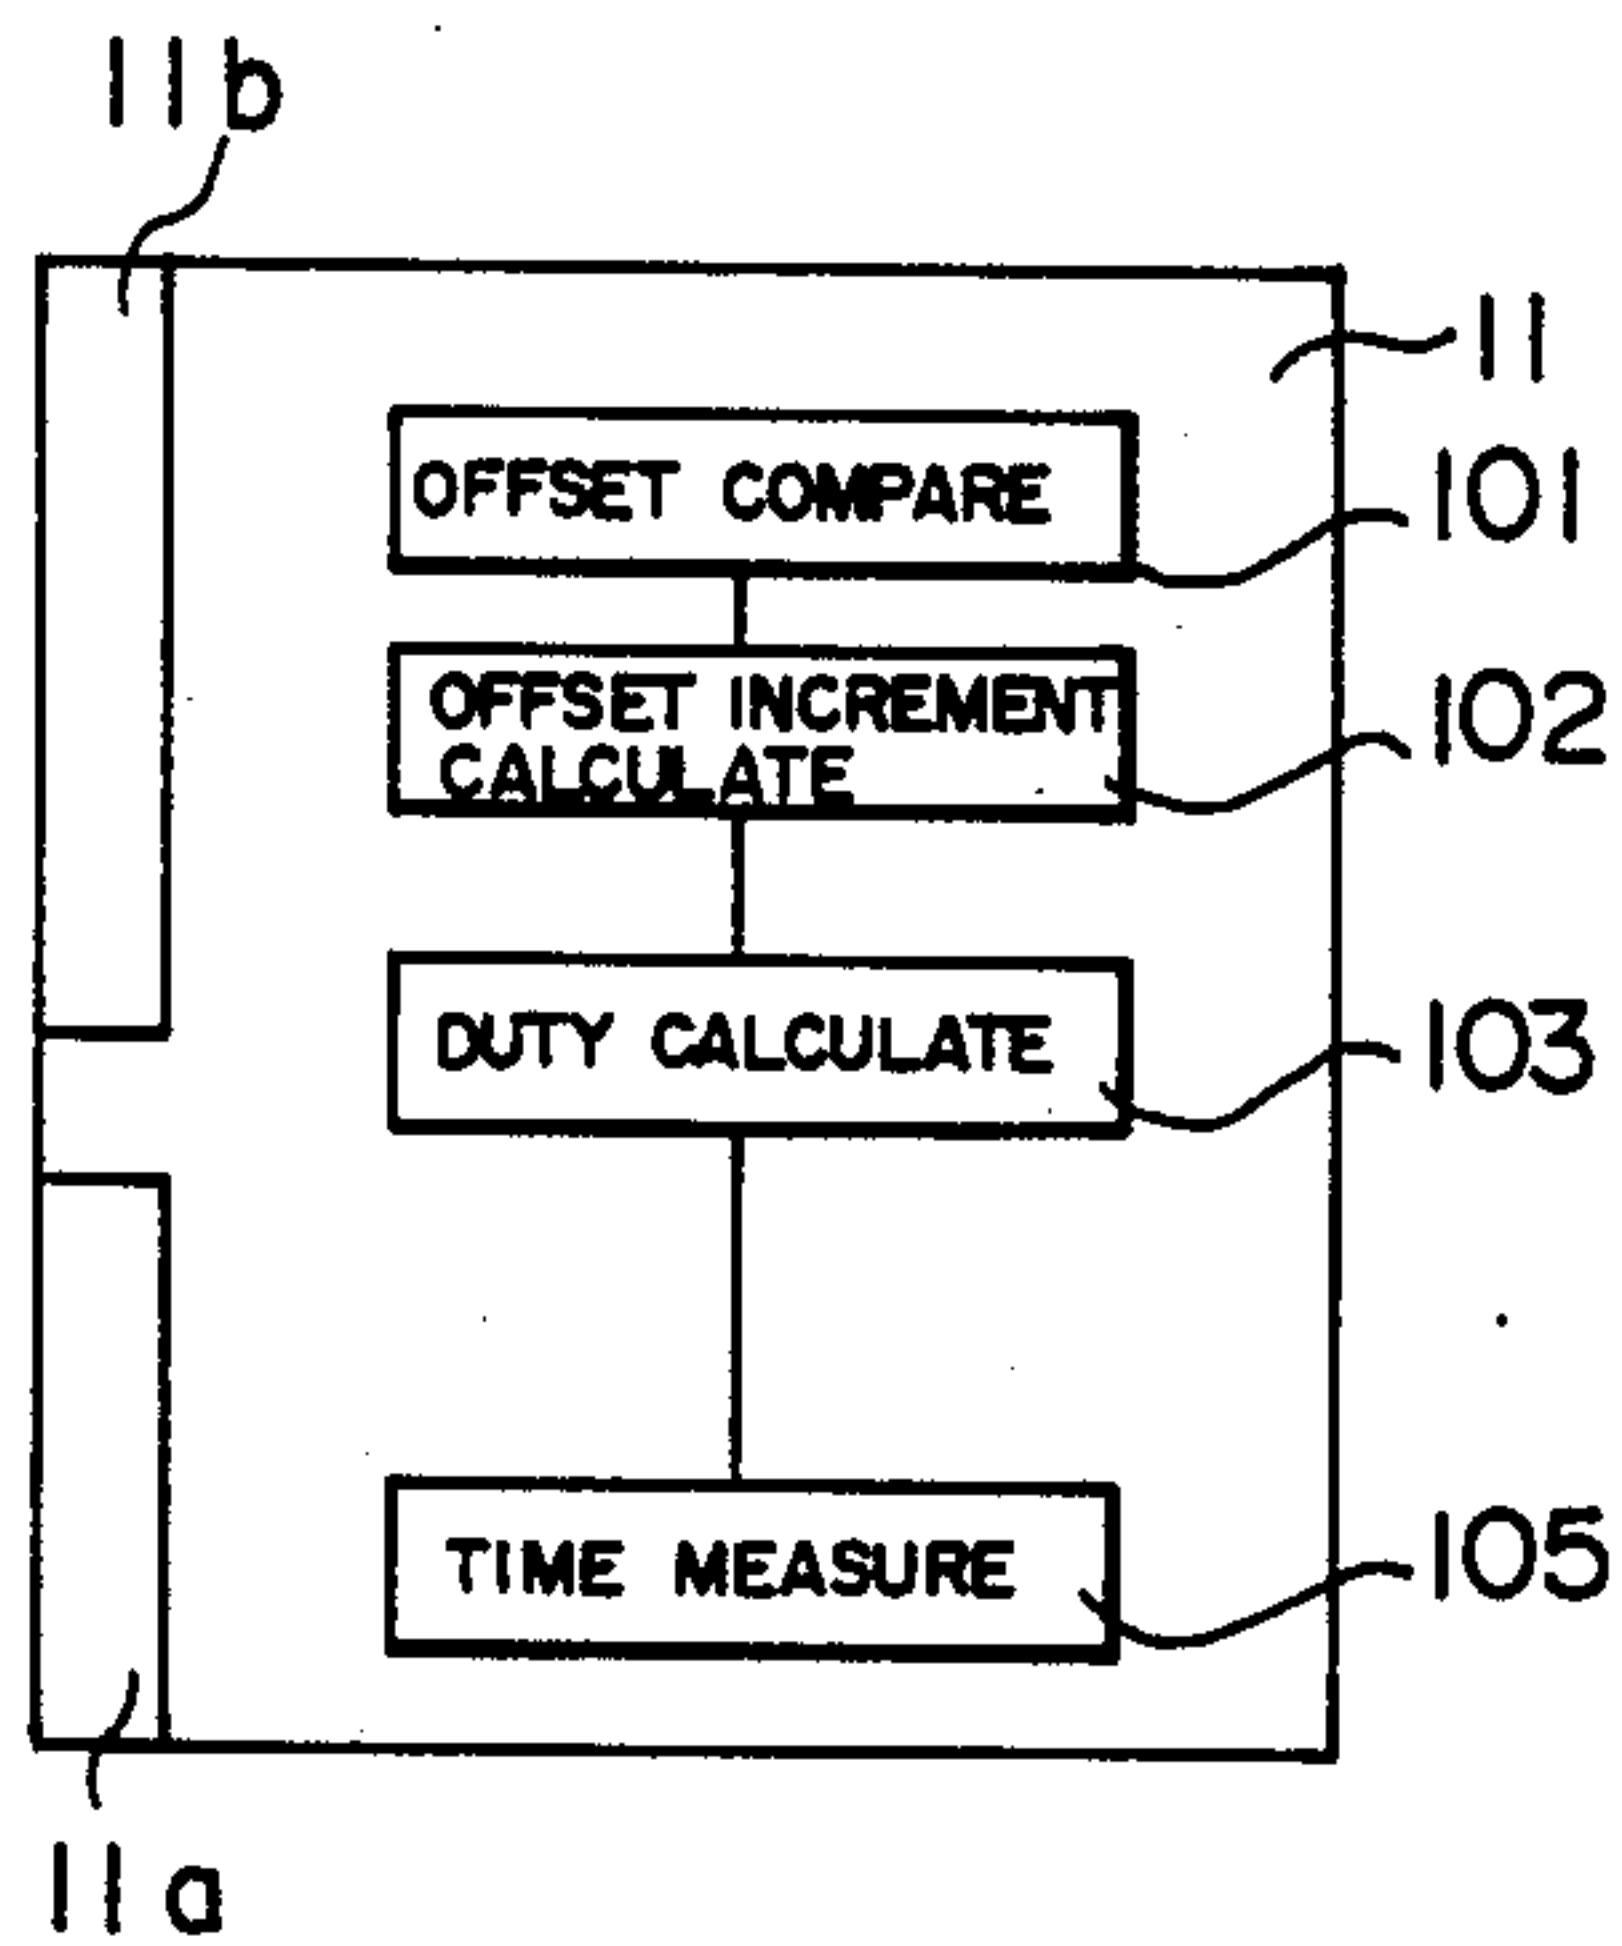 11b
11
OFFSET COMPARE
101
OFFSET INCREMENT
CALCULATE
102
DUTY CALCULATE
103
TIME MEASURE
105
11a